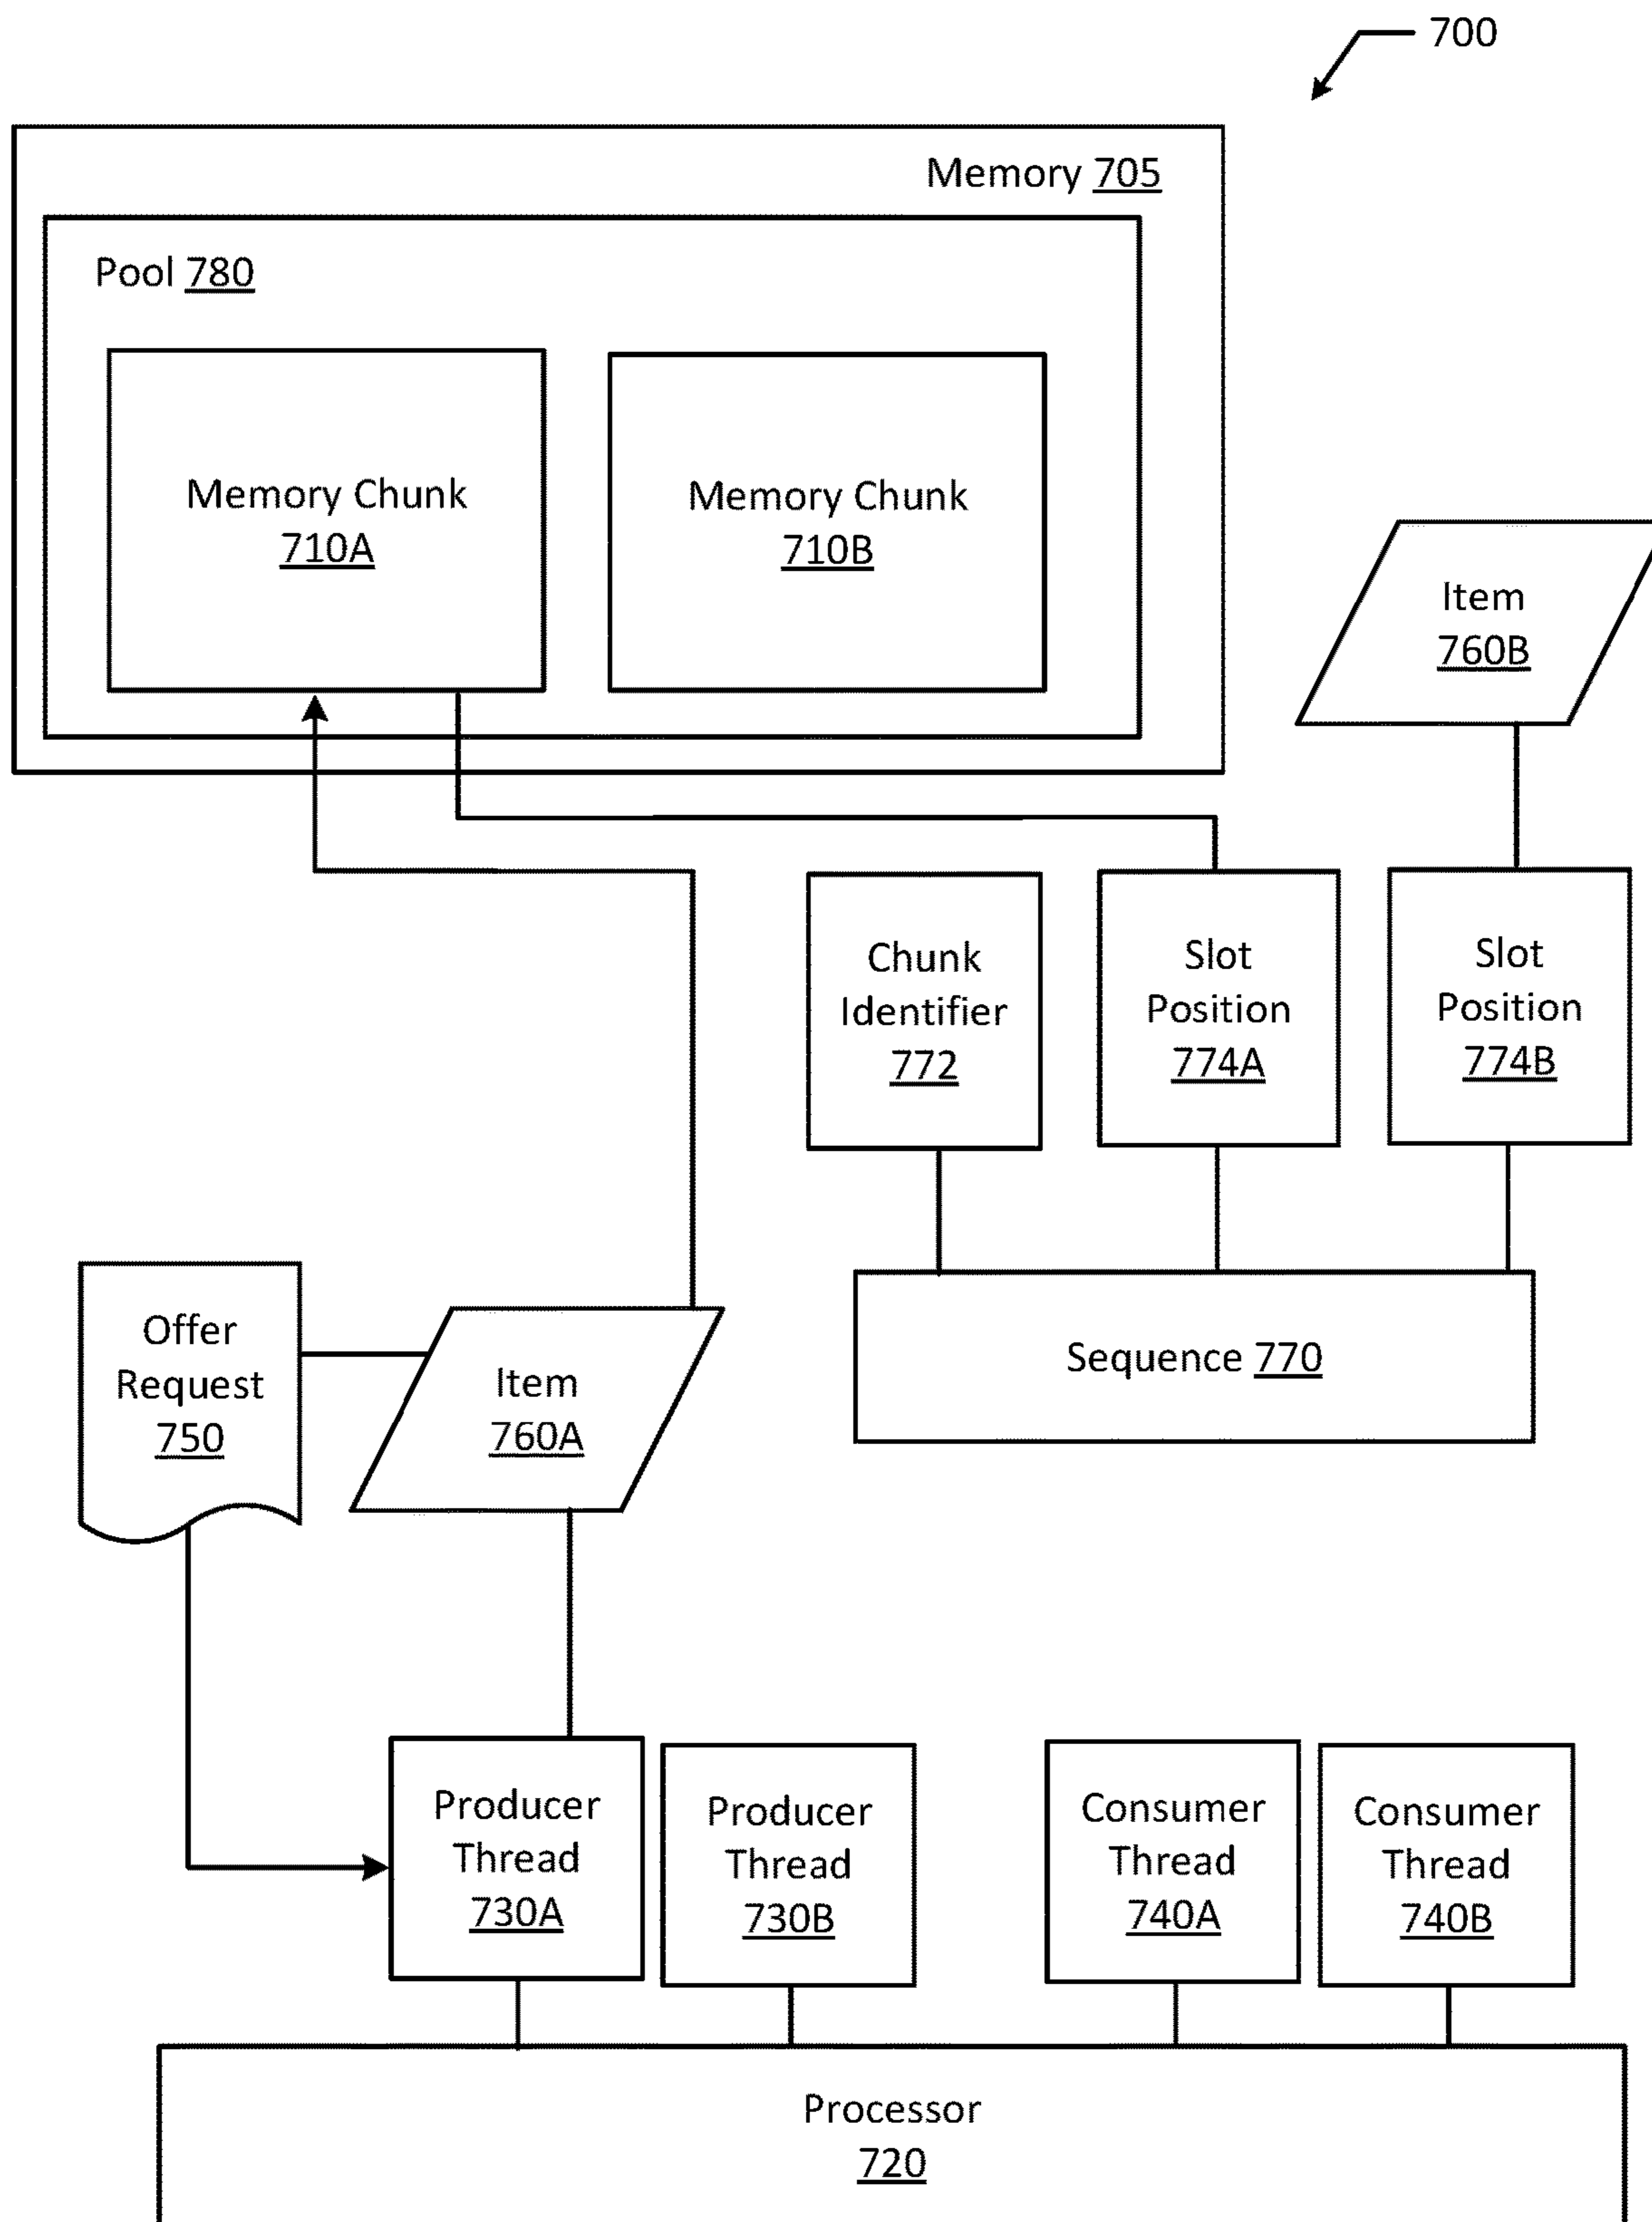 700
Memory 705
Pool 780
Memory Chunk
710A
Memory Chunk
710B
Item
760B
Chunk
Identifier
772
Slot
Position
774A
Slot
Position
774B
Offer
Request
750
Item
760A
Sequence 770
Producer
Thread
730A
Producer
Thread
730B
Consumer
Thread
740A
Consumer
Thread
740B
Processor
720